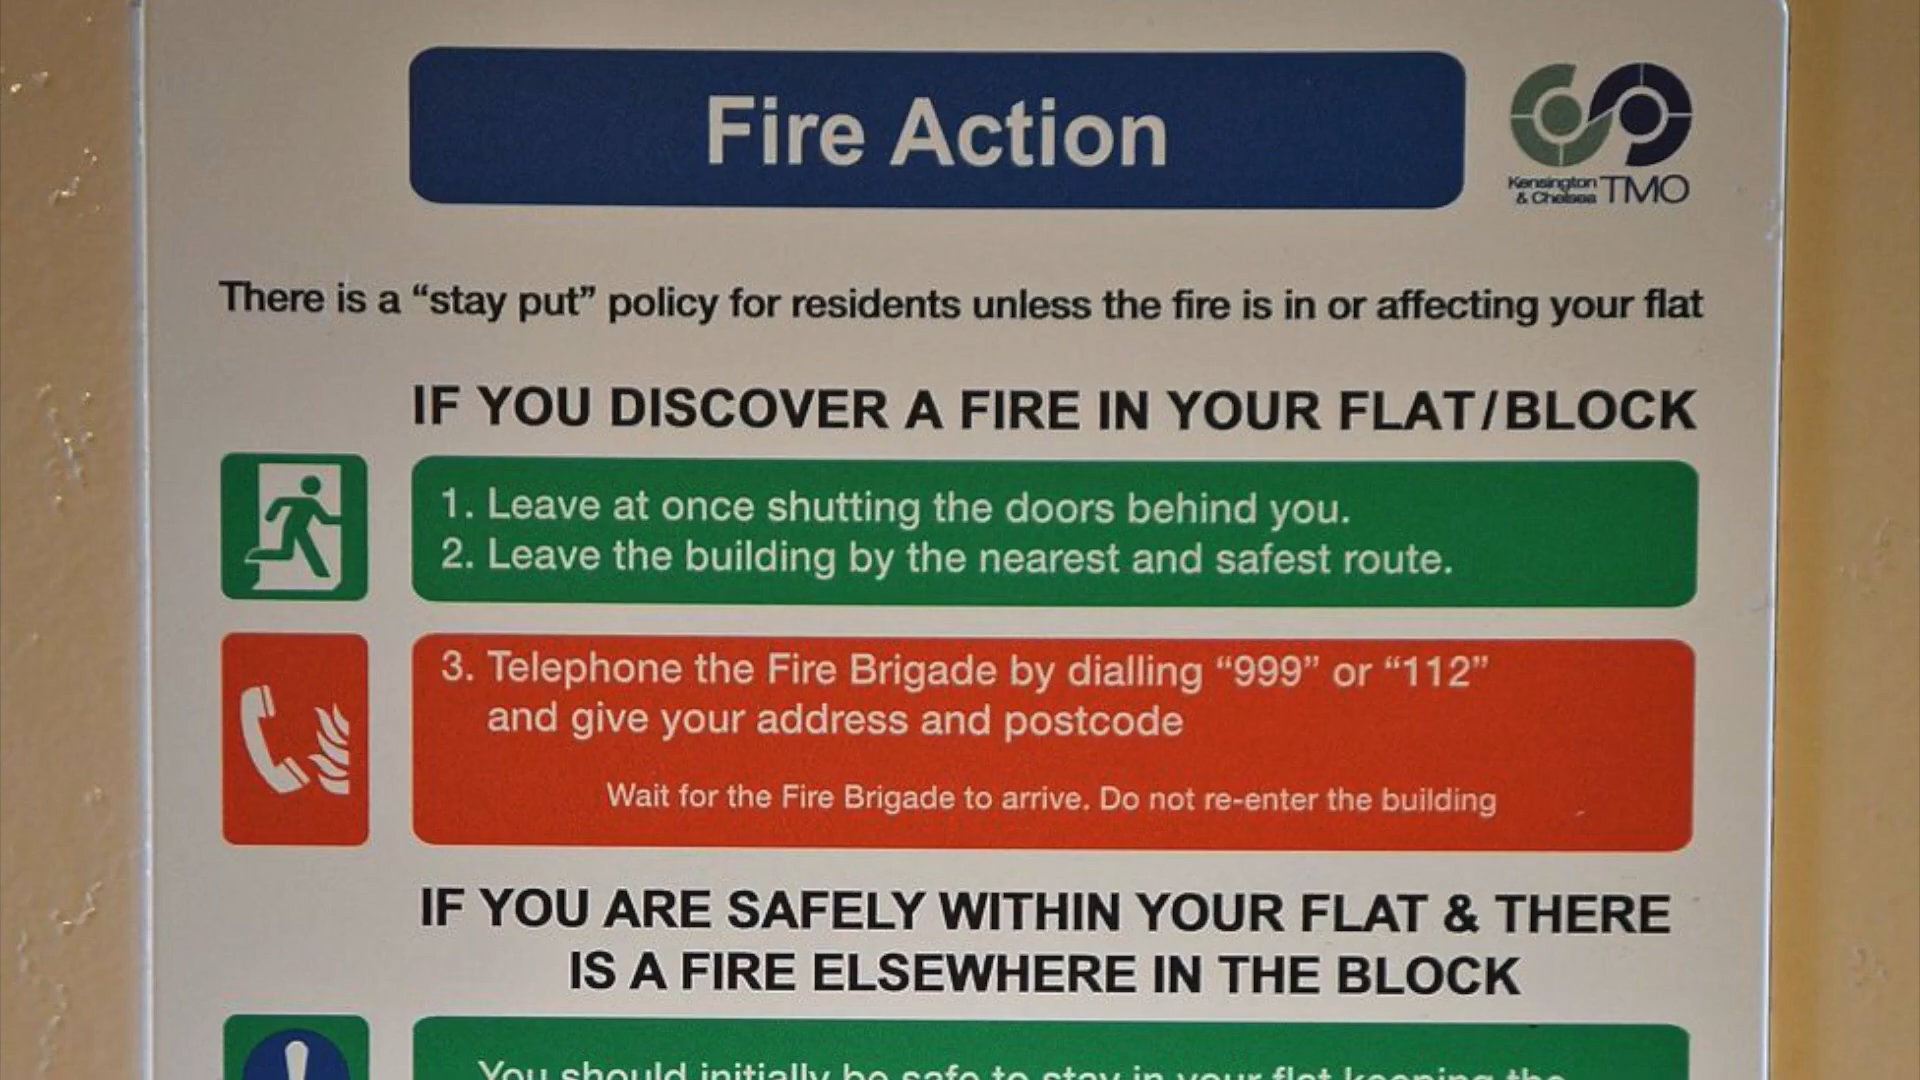 Fire Action
Kensington
& Chelsea TMO
There is a “stay put” policy for residents unless the fire is in or affecting your flat
IF YOU DISCOVER A FIRE IN YOUR FLAT/BLOCK
1. Leave at once shutting the doors behind you.
2. Leave the building by the nearest and safest route.
3. Telephone the Fire Brigade by dialling “999” or “112”
and give your address and postcode
Wait for the Fire Brigade to arrive. Do not re-enter the building
IF YOU ARE SAFELY WITHIN YOUR FLAT & THERE
IS A FIRE ELSEWHERE IN THE BLOCK
You should initially be safe to stay in your flat keeping the